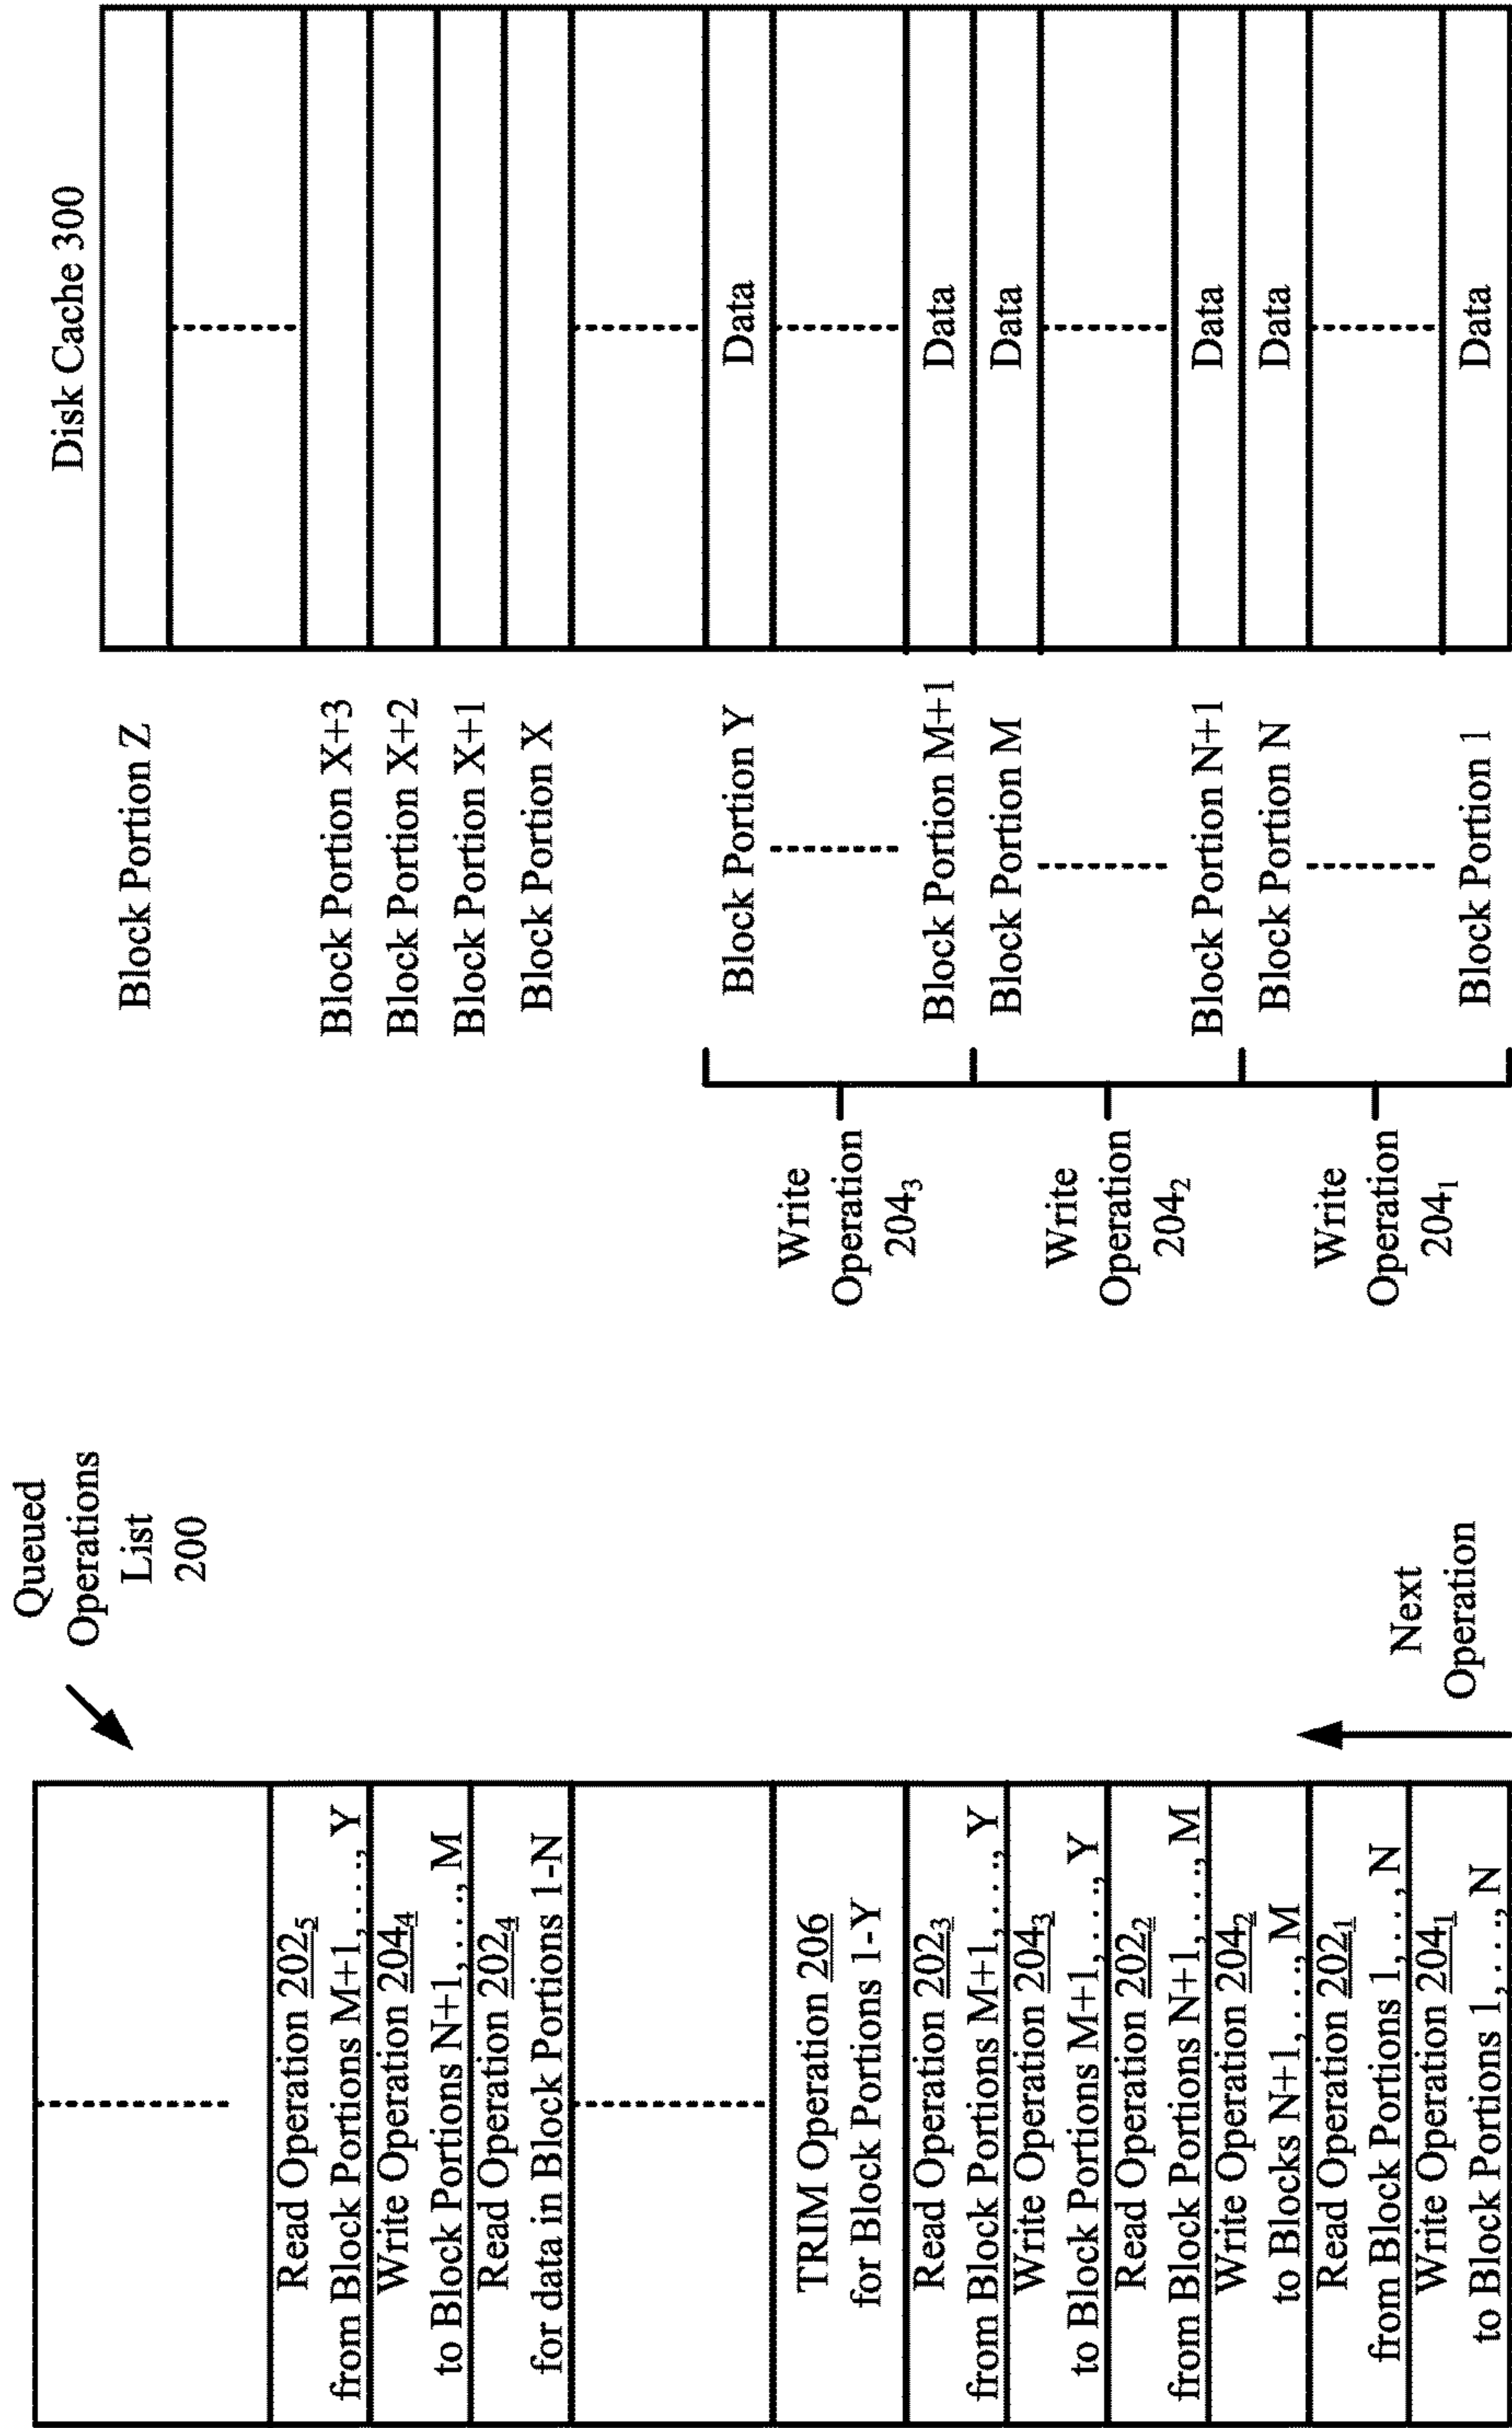 Queued
Operations
List
200
Read Operation 202₅
from Block Portions M+1,...,Y
Write Operation 204₄
to Block Portions N+1,...,M
Read Operation 202₄
for data in Block Portions 1-N
TRIM Operation 206
for Block Portions 1-Y
Read Operation 202₃
from Block Portions M+1,...,Y
Write Operation 204₃
to Block Portions M+1,...,Y
Read Operation 202₂
from Block Portions N+1,...,M
Write Operation 204₂
to Blocks N+1,...,M
Read Operation 202₁
from Block Portions 1,...,N
Write Operation 204₁
to Block Portions 1,...,N
Next
Operation
Write
Operation
204₃
Write
Operation
204₂
Write
Operation
204₁
Block Portion Z
Block Portion X+3
Block Portion X+2
Block Portion X+1
Block Portion X
Block Portion Y
Block Portion M+1
Block Portion M
Block Portion N+1
Block Portion N
Block Portion 1
Disk Cache 300
Data
Data
Data
Data
Data
Data